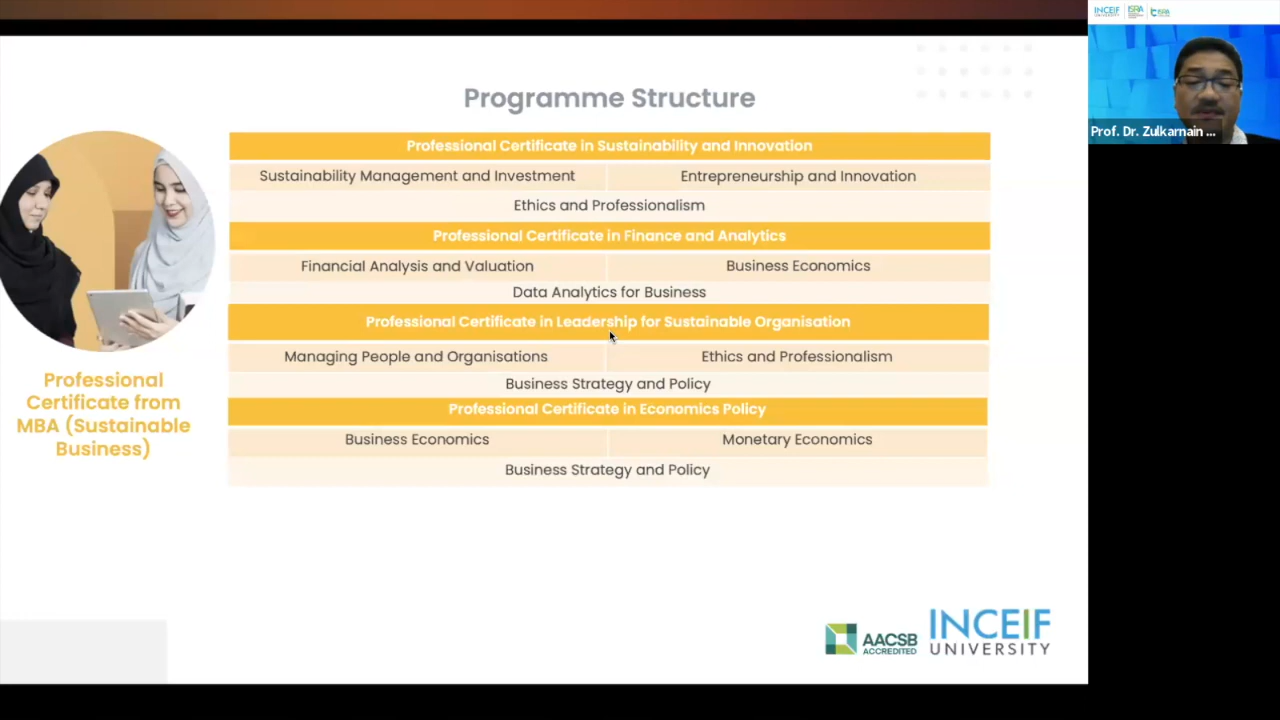 Programme Structure
Professional Certificate in Sustainability and Innovation
Sustainability Management and Investment
Entrepreneurship and Innovation
Ethics and Professionalism
Professional Certificate in Finance and Analytics
Financial Analysis and Valuation
Business Economics
Data Analytics for Business
Professional Certificate in Leadership for Sustainable Organisation
Managing People and Organisations
Ethics and Professionalism
Business Strategy and Policy
Professional Certificate in Economics Policy
Business Economics
Monetary Economics
Business Strategy and Policy
Professional
Certificate from
MBA (Sustainable
Business)
AACSB
ACCREDITED
INCEIF
UNIVERSITY
INCEIF
UNIVERSITY
ISRA
Prof. Dr. Zulkarnain ...